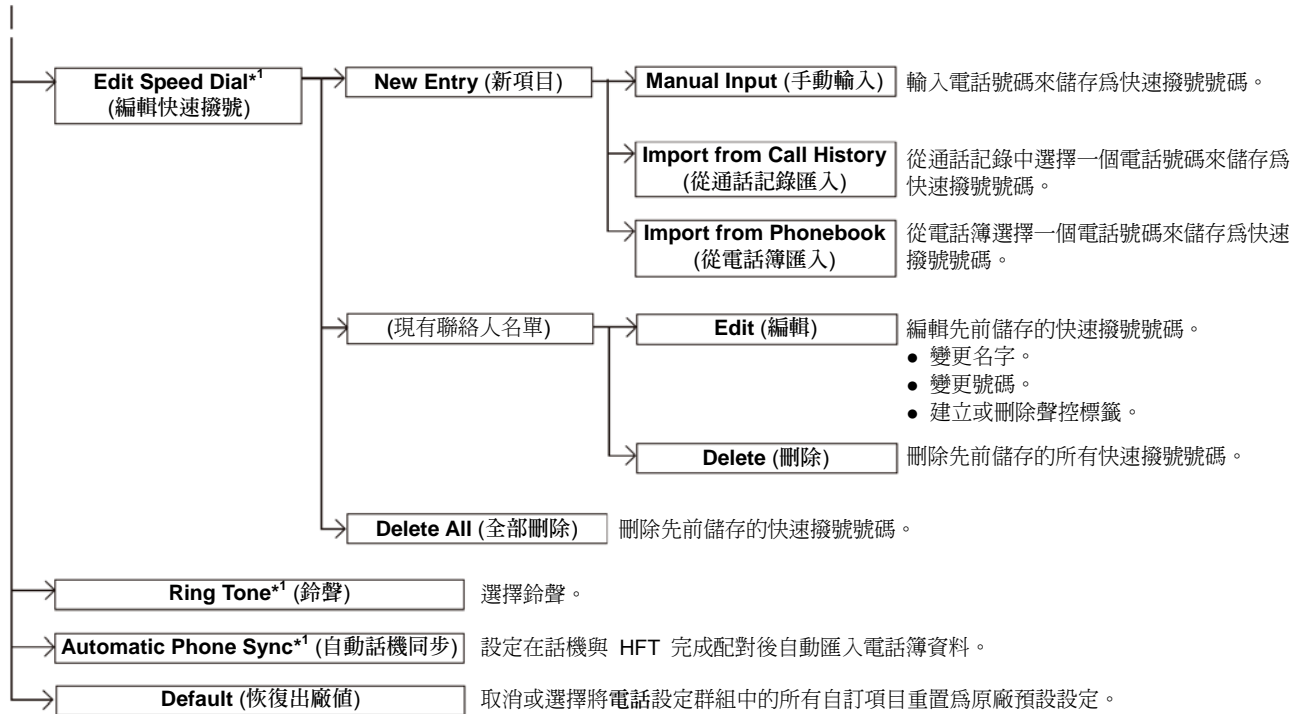 Edit Speed Dial*1
(編輯快速撥號)
New Entry (新項目)
Manual Input (手動輸入)
輸入電話號碼來儲存爲快速撥號號碼。
Import from Call History
(從通話記錄匯入)
從通話記錄中選擇一個電話號碼來儲存爲
快速撥號號碼。
Import from Phonebook
(從電話簿匯入)
從電話簿選擇一個電話號碼來儲存爲快速
撥號號碼。
(現有聯絡人名單)
Edit (編輯)
編輯先前儲存的快速撥號號碼。
● 變更名字。
● 變更號碼。
● 建立或刪除聲控標籤。
Delete (刪除)
刪除先前儲存的所有快速撥號號碼。
Delete All (全部刪除)
刪除先前儲存的快速撥號號碼。
Ring Tone*1 (鈴聲)
選擇鈴聲。
Automatic Phone Sync*1 (自動話機同步)
設定在話機與 HFT 完成配對後自動匯入電話簿資料。
Default (恢復出廠值)
取消或選擇將電話設定群組中的所有自訂項目重置爲原廠預設設定。